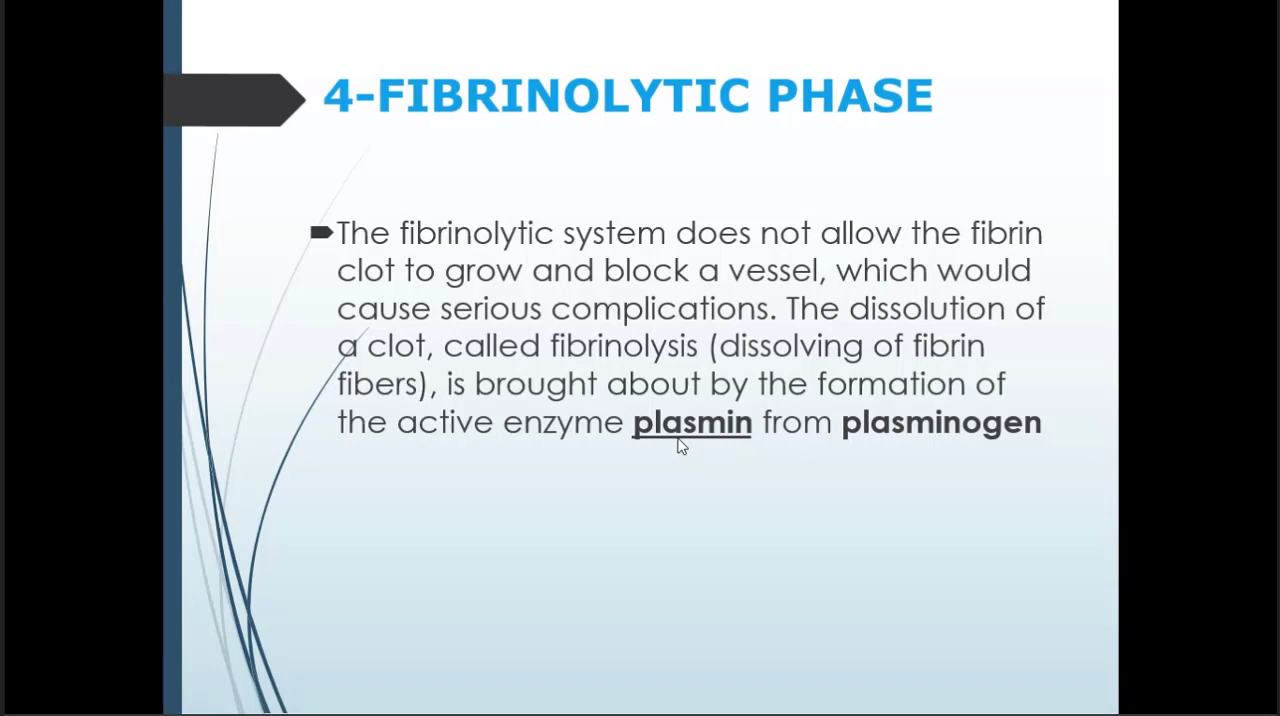 4-FIBRINOLYTIC PHASE
The fibrinolytic system does not allow the fibrin
clot to grow and block a vessel, which would
cause serious complications. The dissolution of
a clot, called fibrinolysis (dissolving of fibrin
fibers), is brought about by the formation of
the active enzyme plasmin from plasminogen